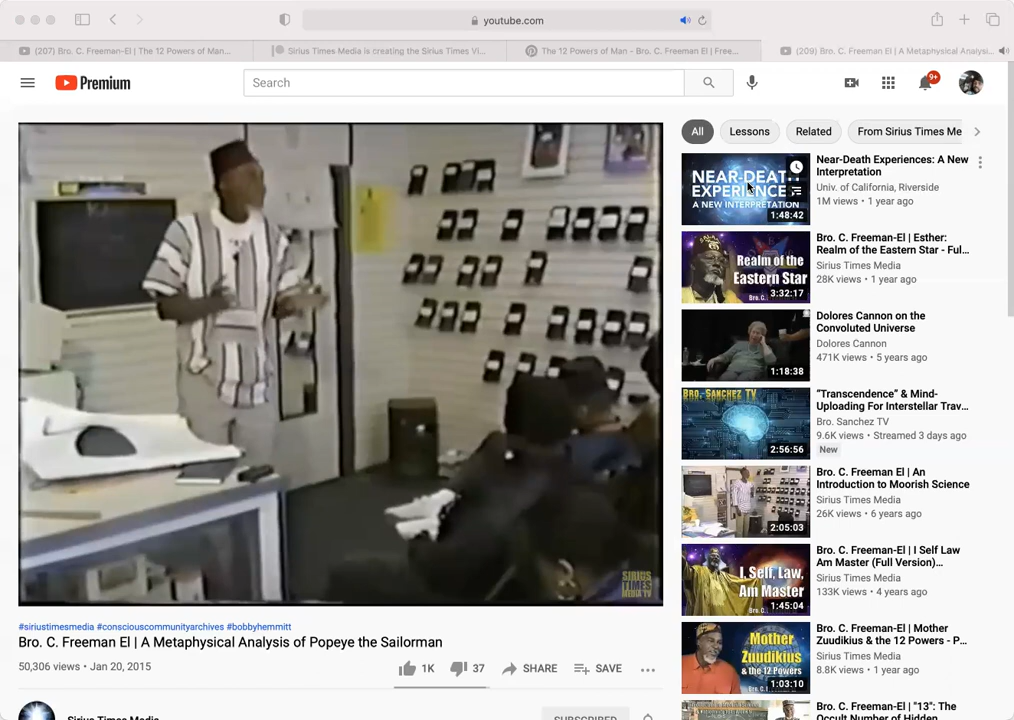 youtube.com
(207) Bro. C. Freeman-El | The 12 Powers of Man...
Sirius Times Media is creating the Sirius Times Vi...
The 12 Powers of Man - Bro. C. Freeman El | Free...
(209) Bro. C. Freeman El | A Metaphysical Analysi...
Premium
Search
9+
All
Lessons
Related
From Sirius Times Me
NEAR-DEATH
EXPERIENCES
A NEW INTERPRETATION
1:48:42
Near-Death Experiences: A New
Interpretation
Univ. of California, Riverside
1M views • 1 year ago
Realm of the
Eastern Star
Bro. C.
3:32:17
Bro. C. Freeman-El | Esther:
Realm of the Eastern Star - Ful...
Sirius Times Media
28K views • 1 year ago
1:18:38
Dolores Cannon on the
Convoluted Universe
Dolores Cannon
471K views • 5 years ago
BRO. SANCHEZ TV
2:56:56
“Transcendence” & Mind-
Uploading For Interstellar Trav...
Bro. Sanchez TV
9.6K views • Streamed 3 days ago
New
2:05:03
Bro. C. Freeman El | An
Introduction to Moorish Science
Sirius Times Media
26K views • 6 years ago
I, Self, Law,
Am Master
1:45:04
Bro. C. Freeman-El | I Self Law
Am Master (Full Version)...
Sirius Times Media
133K views • 4 years ago
Mother
Zuudikius
& the 12 Powers
Bro. C.
1:03:10
Bro. C. Freeman-El | Mother
Zuudikius & the 12 Powers - P...
Sirius Times Media
8.8K views • 1 year ago
Bro. C. Freeman-El | "13": The
Occult Number of Hidden
SIRIUS
TIMES
MEDIA TV
#siriustimesmedia #consciouscommunityarchives #bobbyhemmitt
Bro. C. Freeman El | A Metaphysical Analysis of Popeye the Sailorman
50,306 views • Jan 20, 2015
1K
37
SHARE
SAVE
Sirius Times Media
SUBSCRIBED